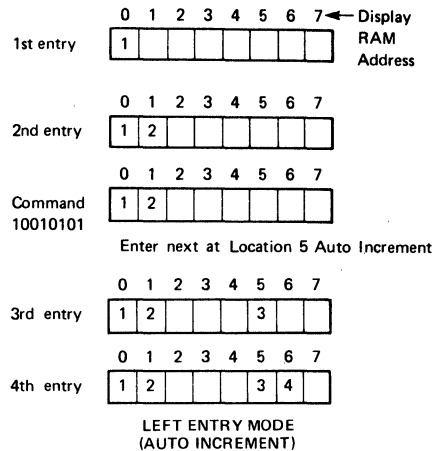 0 1 2 3 4 5 6 7 ← Display
RAM
Address
1st entry 1
0 1 2 3 4 5 6 7
2nd entry 1 2
0 1 2 3 4 5 6 7
Command 1 2
10010101
Enter next at Location 5 Auto Increment
0 1 2 3 4 5 6 7
3rd entry 1 2 3
0 1 2 3 4 5 6 7
4th entry 1 2 3 4
LEFT ENTRY MODE
(AUTO INCREMENT)